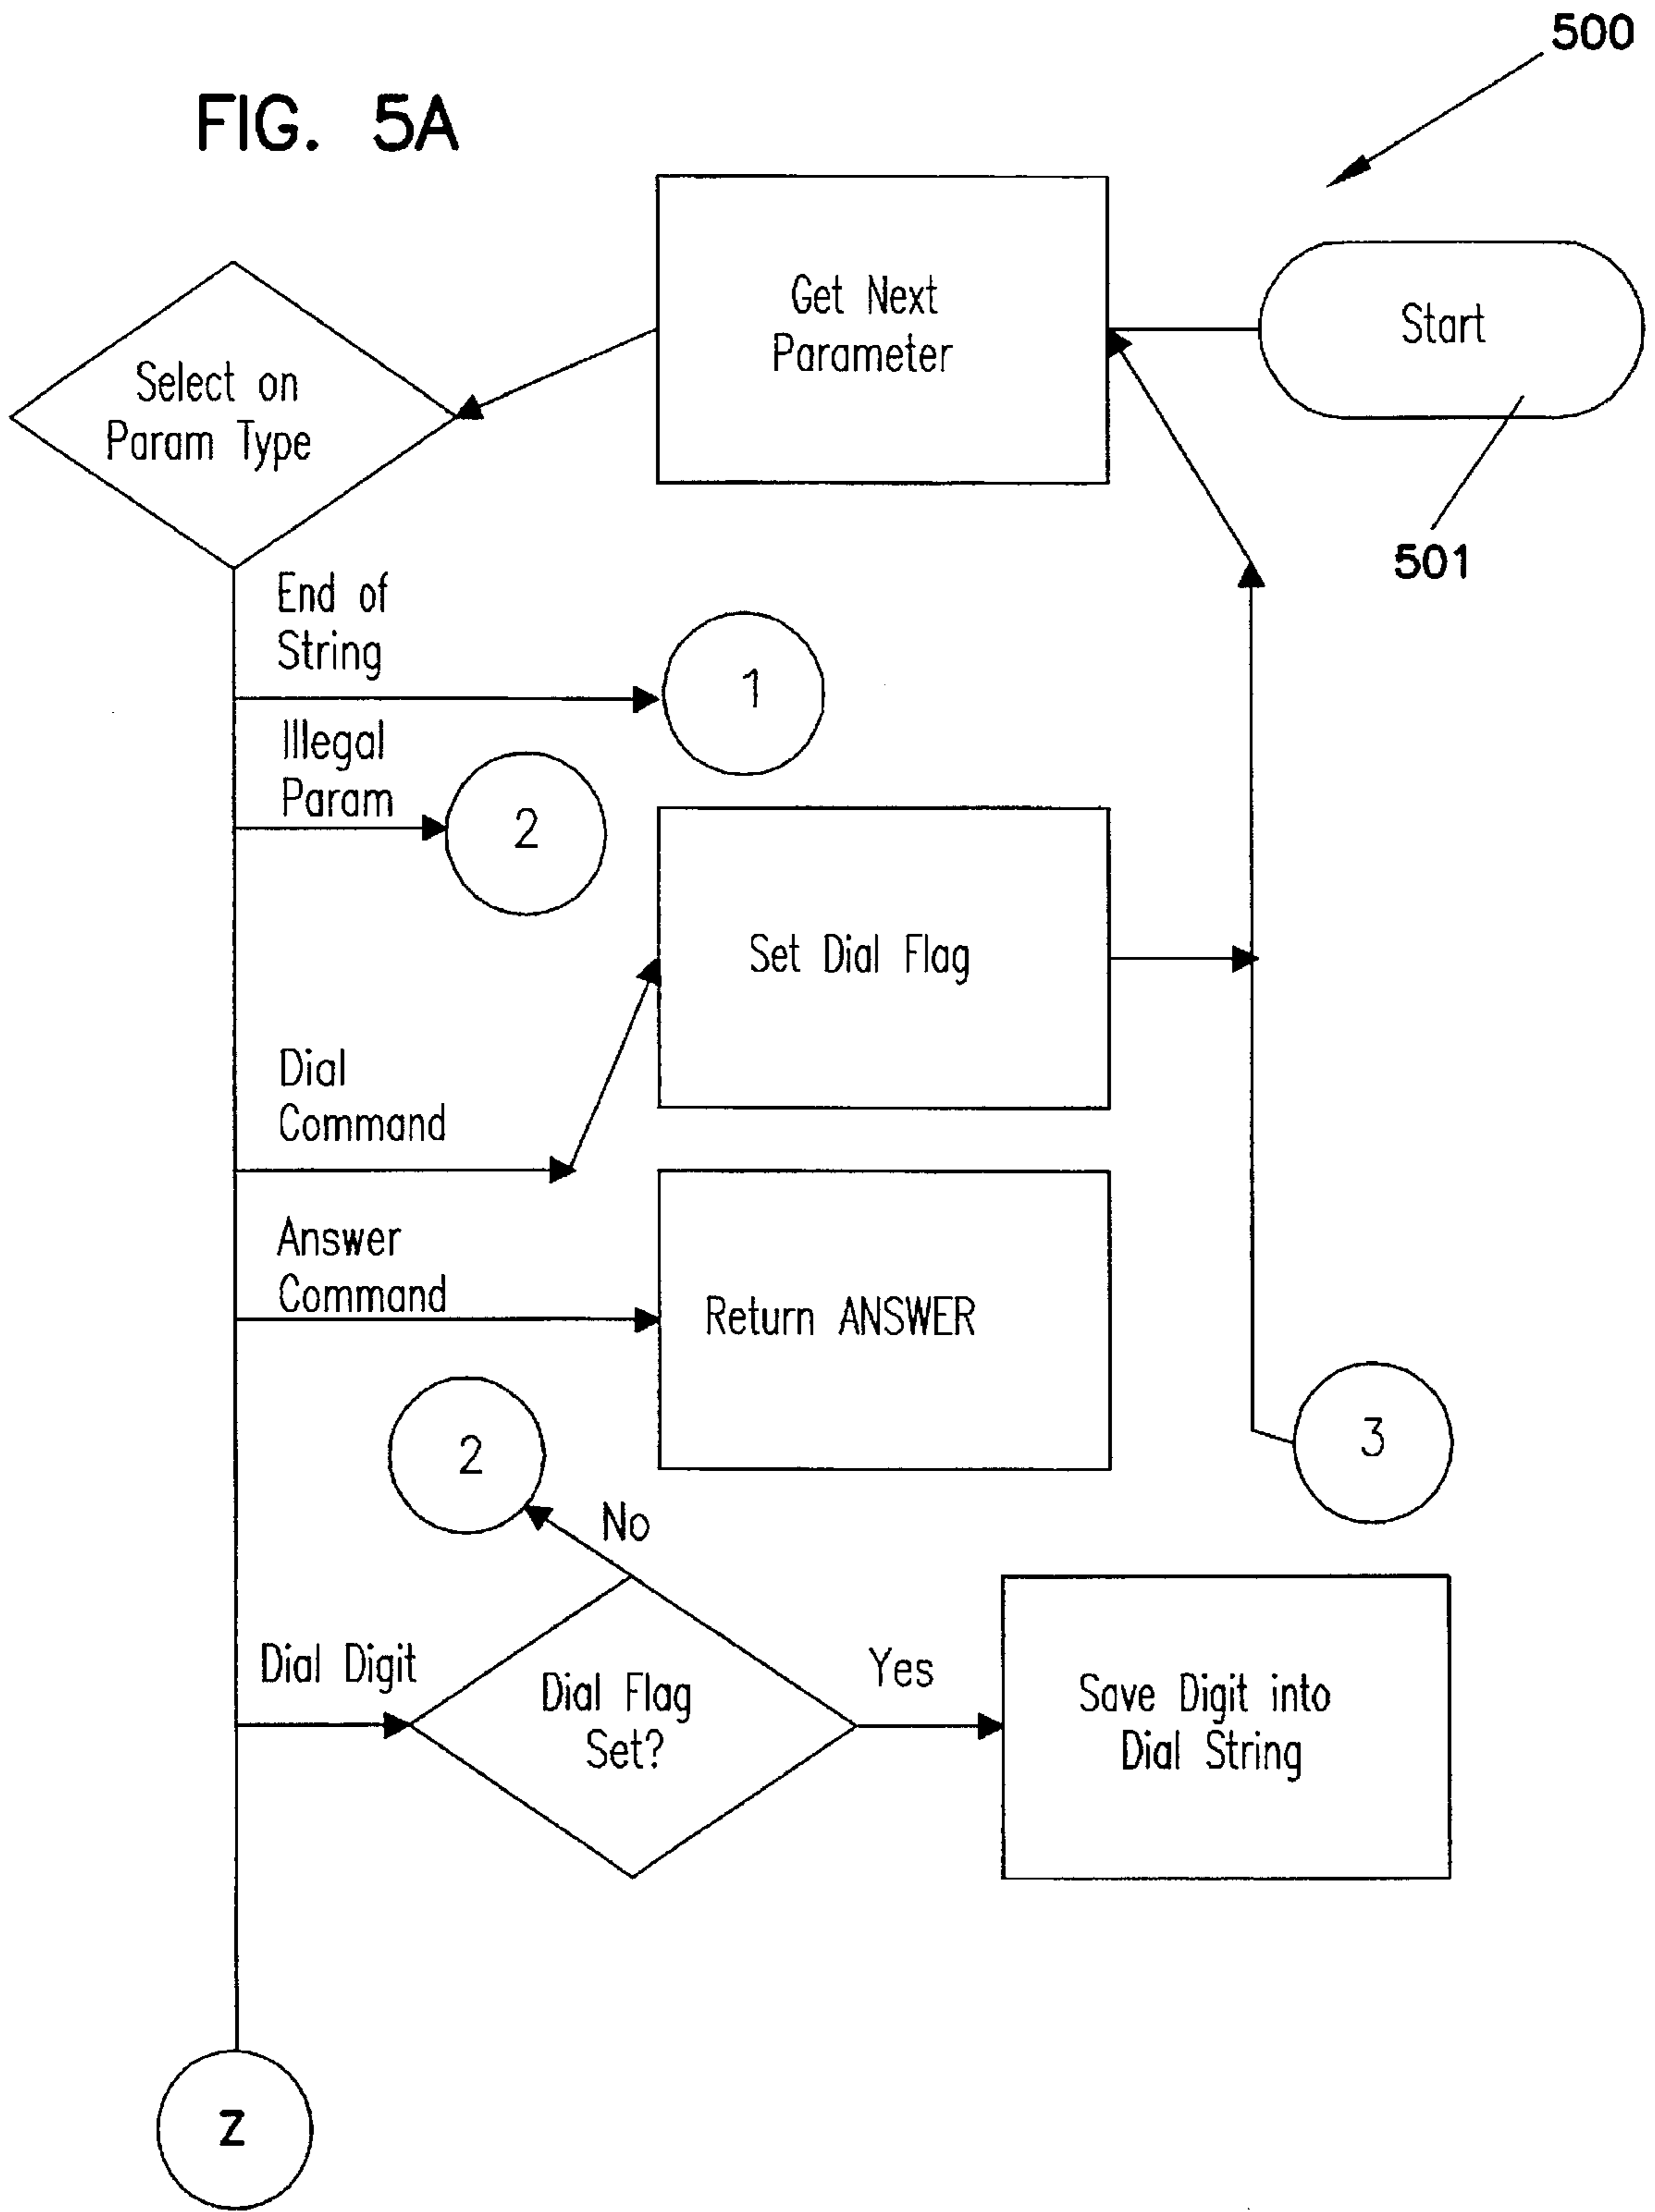 500
FIG. 5A
Get Next
Parameter
Start
Select on
Param Type
501
End of
String
1
Illegal
Param
2
Set Dial Flag
Dial
Command
Answer
Command
Return ANSWER
2
3
No
Dial Digit
Dial Flag
Set?
Yes
Save Digit into
Dial String
Z